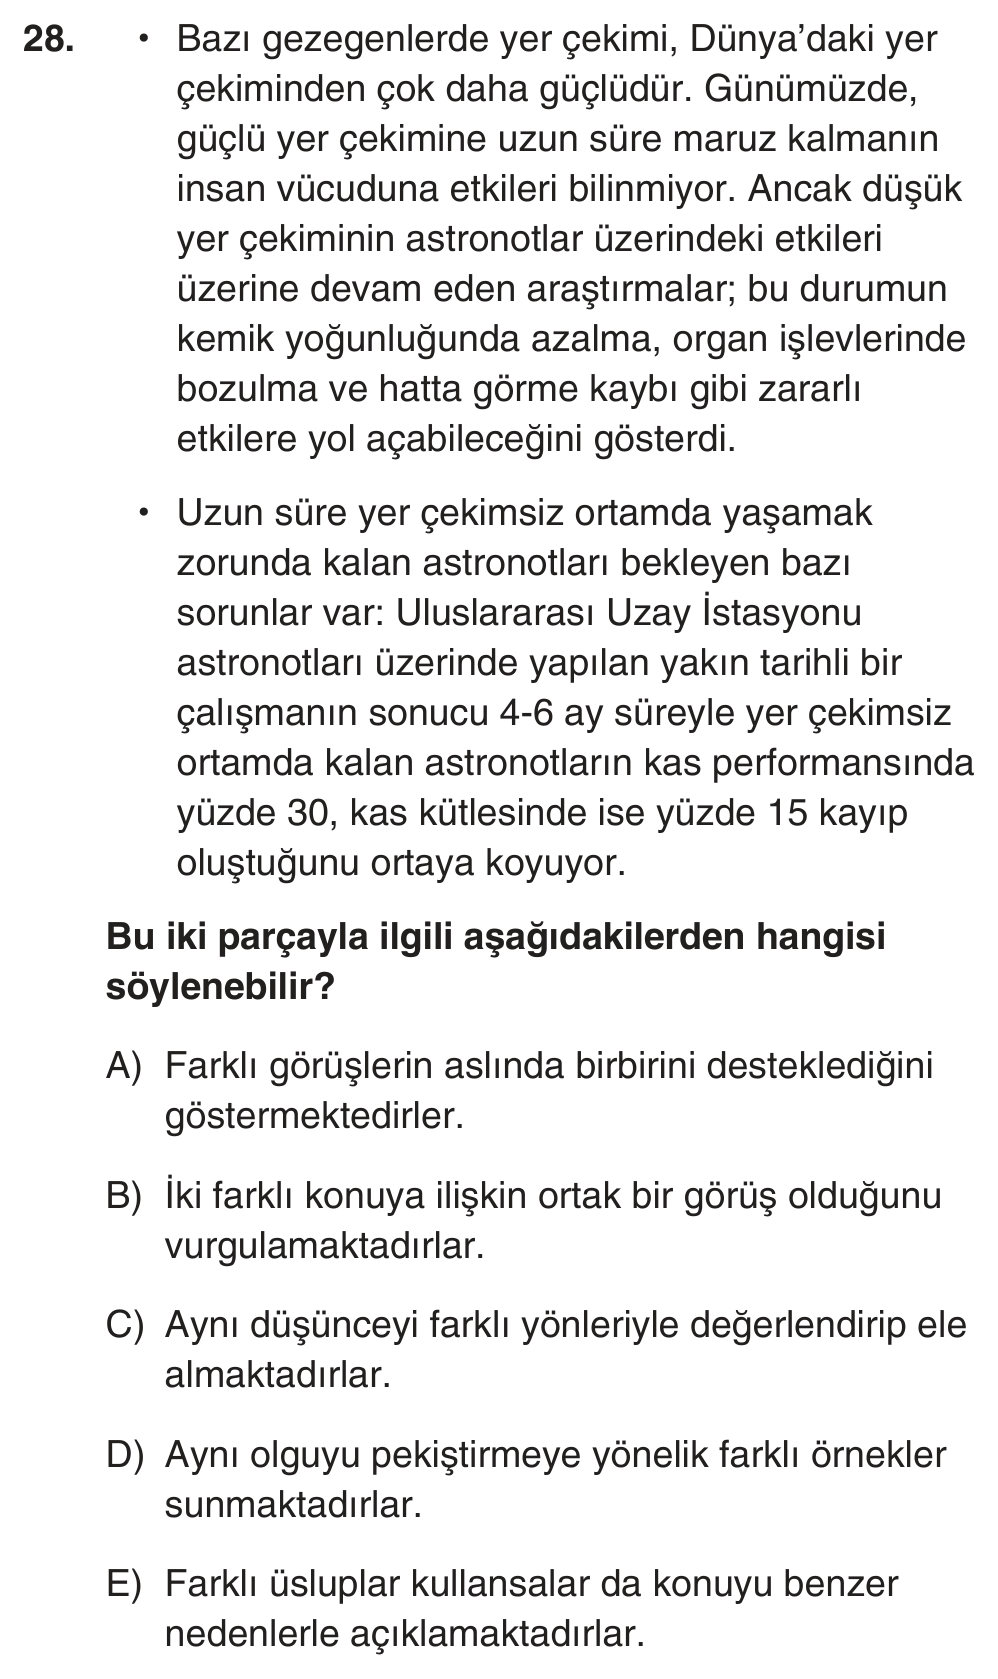 28. • Bazı gezegenlerde yer çekimi, Dünya’daki yer
çekiminden çok daha güçlüdür. Günümüzde,
güçlü yer çekimine uzun süre maruz kalmanın
insan vücuduna etkileri bilinmiyor. Ancak düşük
yer çekiminin astronotlar üzerindeki etkileri
üzerine devam eden araştırmalar; bu durumun
kemik yoğunluğunda azalma, organ işlevlerinde
bozulma ve hatta görme kaybı gibi zararlı
etkilere yol açabileceğini gösterdi.
• Uzun süre yer çekimsiz ortamda yaşamak
zorunda kalan astronotları bekleyen bazı
sorunlar var: Uluslararası Uzay İstasyonu
astronotları üzerinde yapılan yakın tarihli bir
çalışmanın sonucu 4-6 ay süreyle yer çekimsiz
ortamda kalan astronotların kas performansında
yüzde 30, kas kütlesinde ise yüzde 15 kayıp
oluştuğunu ortaya koyuyor.
Bu iki parçayla ilgili aşağıdakilerden hangisi
söylenebilir?
A) Farklı görüşlerin aslında birbirini desteklediğini
göstermektedirler.
B) İki farklı konuya ilişkin ortak bir görüş olduğunu
vurgulamaktadırlar.
C) Aynı düşünceyi farklı yönleriyle değerlendirip ele
almaktadırlar.
D) Aynı olguyu pekiştirmeye yönelik farklı örnekler
sunmaktadırlar.
E) Farklı üsluplar kullansalar da konuyu benzer
nedenlerle açıklamaktadırlar.